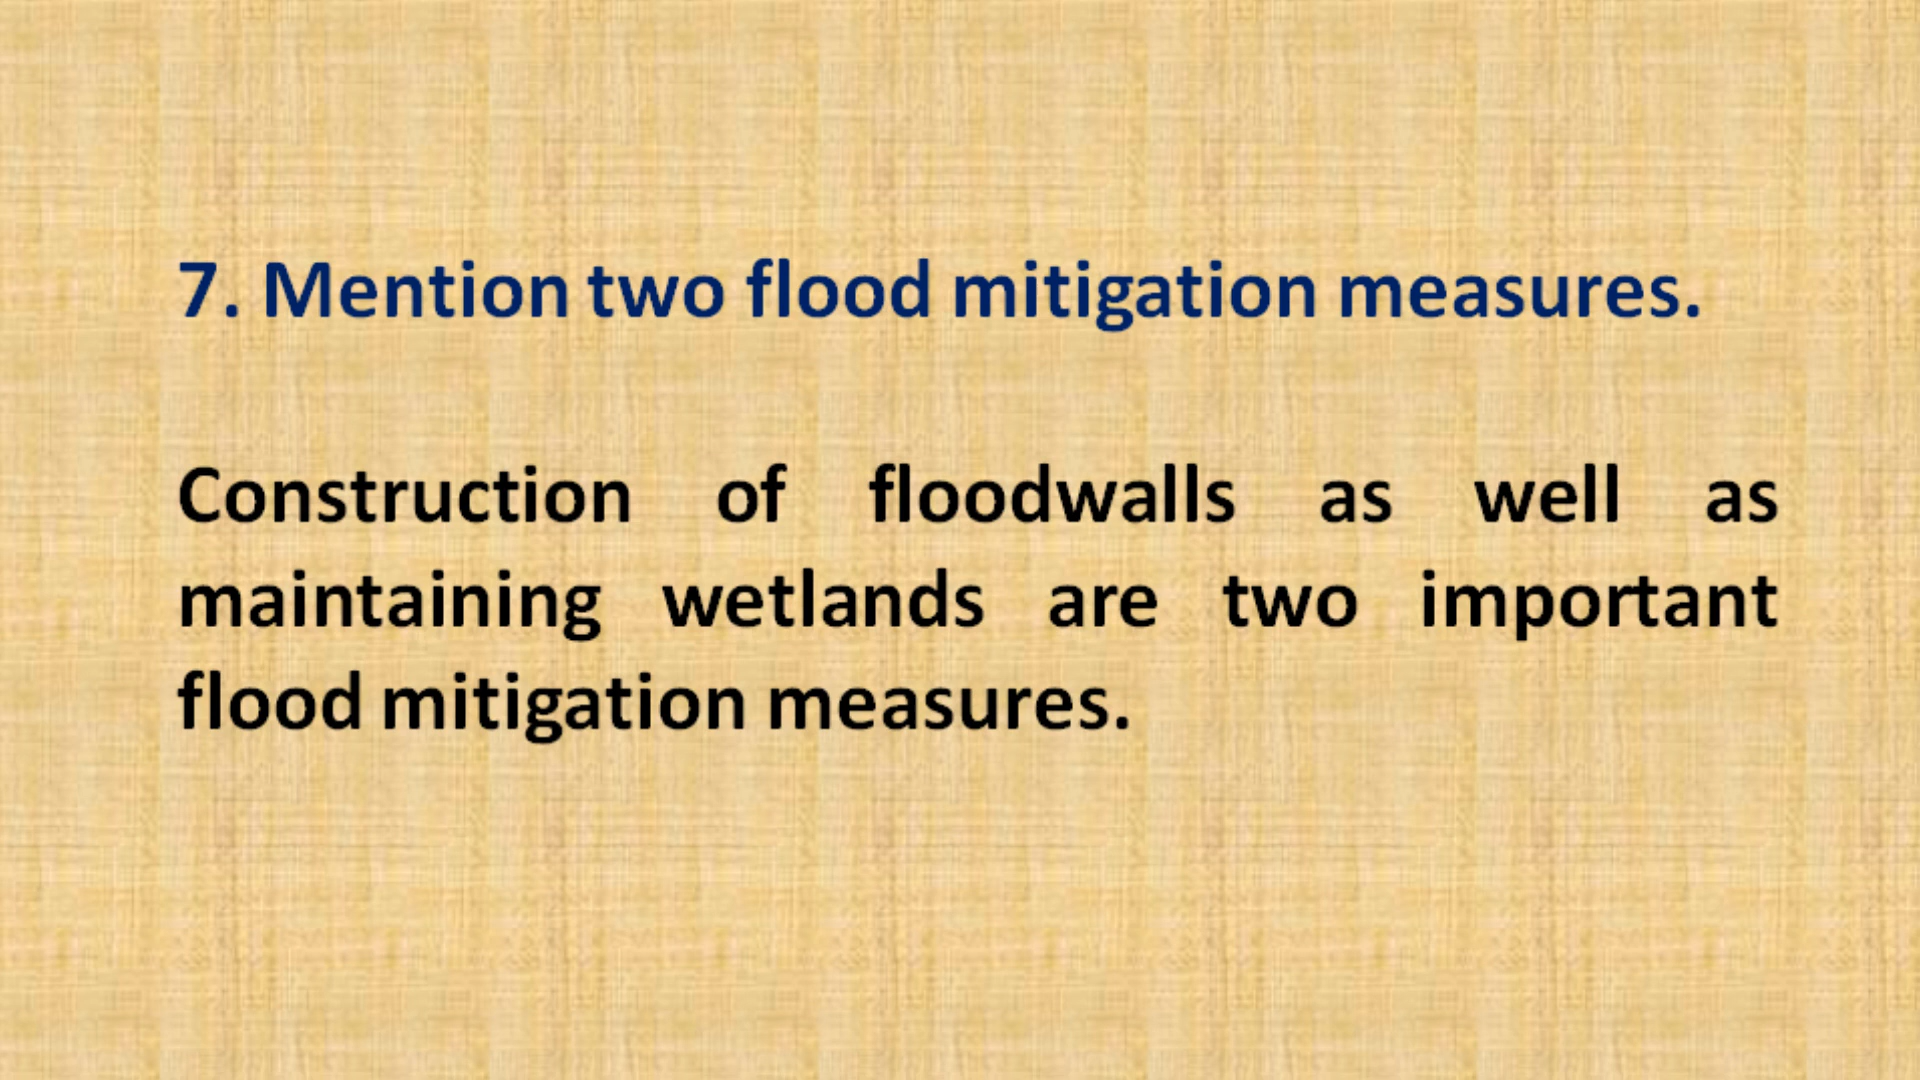 7. Mention two flood mitigation measures.
Construction of floodwalls as well as
maintaining wetlands are two important
flood mitigation measures.